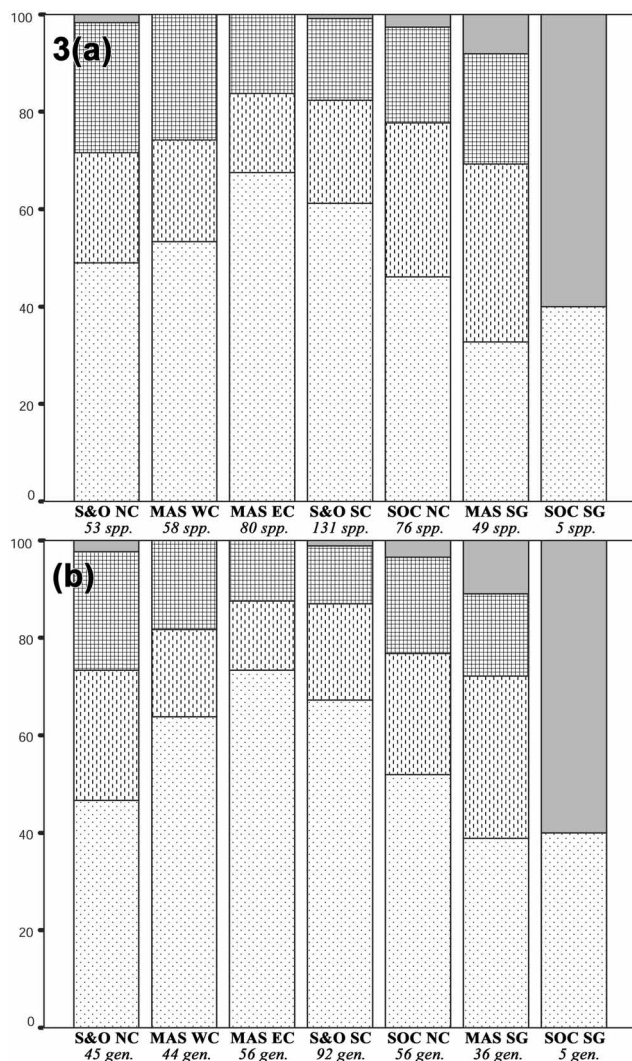 3(a)
100
80
60
40
20
0
S&O NC MAS WC MAS EC S&O SC SOC NC MAS SG SOC SG
53 spp. 58 spp. 80 spp. 131 spp. 76 spp. 49 spp. 5 spp.
(b)
100
80
60
40
20
0
S&O NC MAS WC MAS EC S&O SC SOC NC MAS SG SOC SG
45 gen. 44 gen. 56 gen. 92 gen. 56 gen. 36 gen. 5 gen.